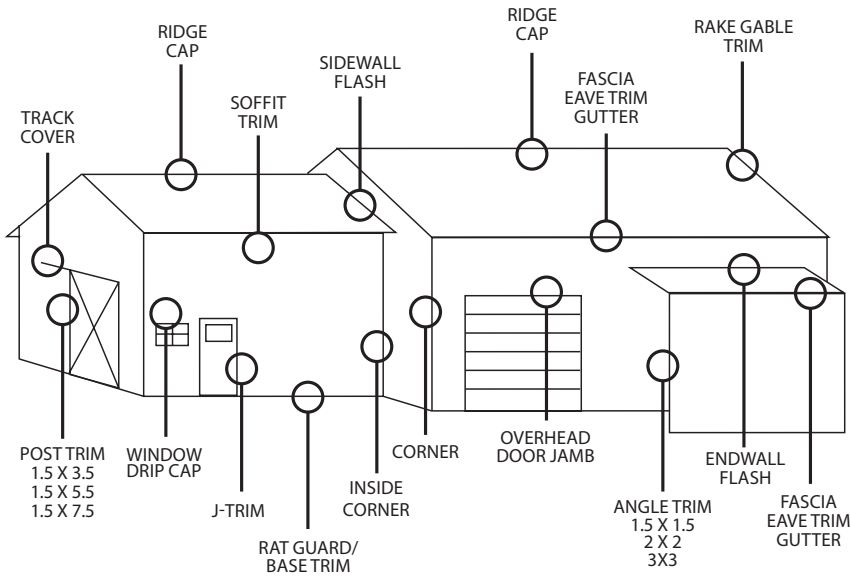 RIDGE
CAP
RIDGE
CAP
RAKE GABLE
TRIM
SIDEWALL
FLASH
SOFFIT
TRIM
FASCIA
EAVE TRIM
GUTTER
TRACK
COVER
POST TRIM
1.5 X 3.5
1.5 X 5.5
1.5 X 7.5
WINDOW
DRIP CAP
J-TRIM
RAT GUARD/
BASE TRIM
INSIDE
CORNER
CORNER
OVERHEAD
DOOR JAMB
ANGLE TRIM
1.5 X 1.5
2 X 2
3X3
ENDWALL
FLASH
FASCIA
EAVE TRIM
GUTTER